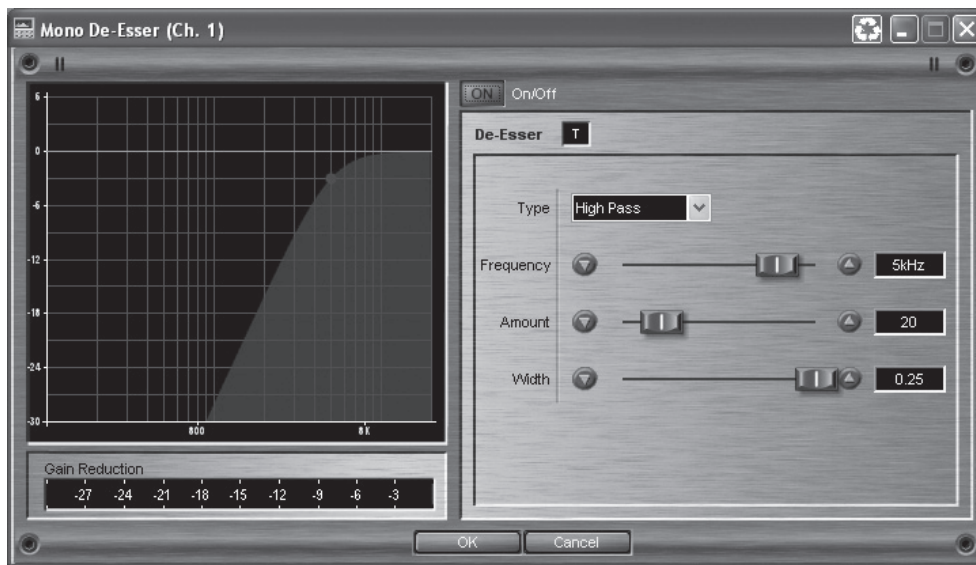 Mono De-Esser (Ch. 1)
6
0
-6
-12
-18
-24
-30
800
8K
Gain Reduction
-27 -24 -21 -18 -15 -12 -9 -6 -3
ON On/Off
De-Esser T
Type High Pass
Frequency 5kHz
Amount 20
Width 0.25
OK Cancel